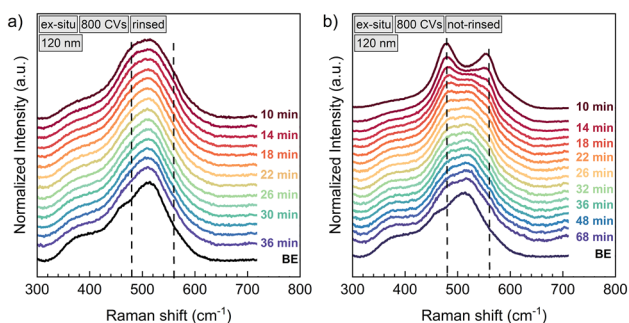 a)
ex-situ 800 CVs rinsed
120 nm
Normalized Intensity (a.u.)
10 min
14 min
18 min
22 min
26 min
30 min
36 min
BE
300 400 500 600 700 800
Raman shift (cm-1)
b)
ex-situ 800 CVs not-rinsed
120 nm
Normalized Intensity (a.u.)
10 min
14 min
18 min
22 min
26 min
32 min
36 min
48 min
68 min
BE
300 400 500 600 700 800
Raman shift (cm-1)